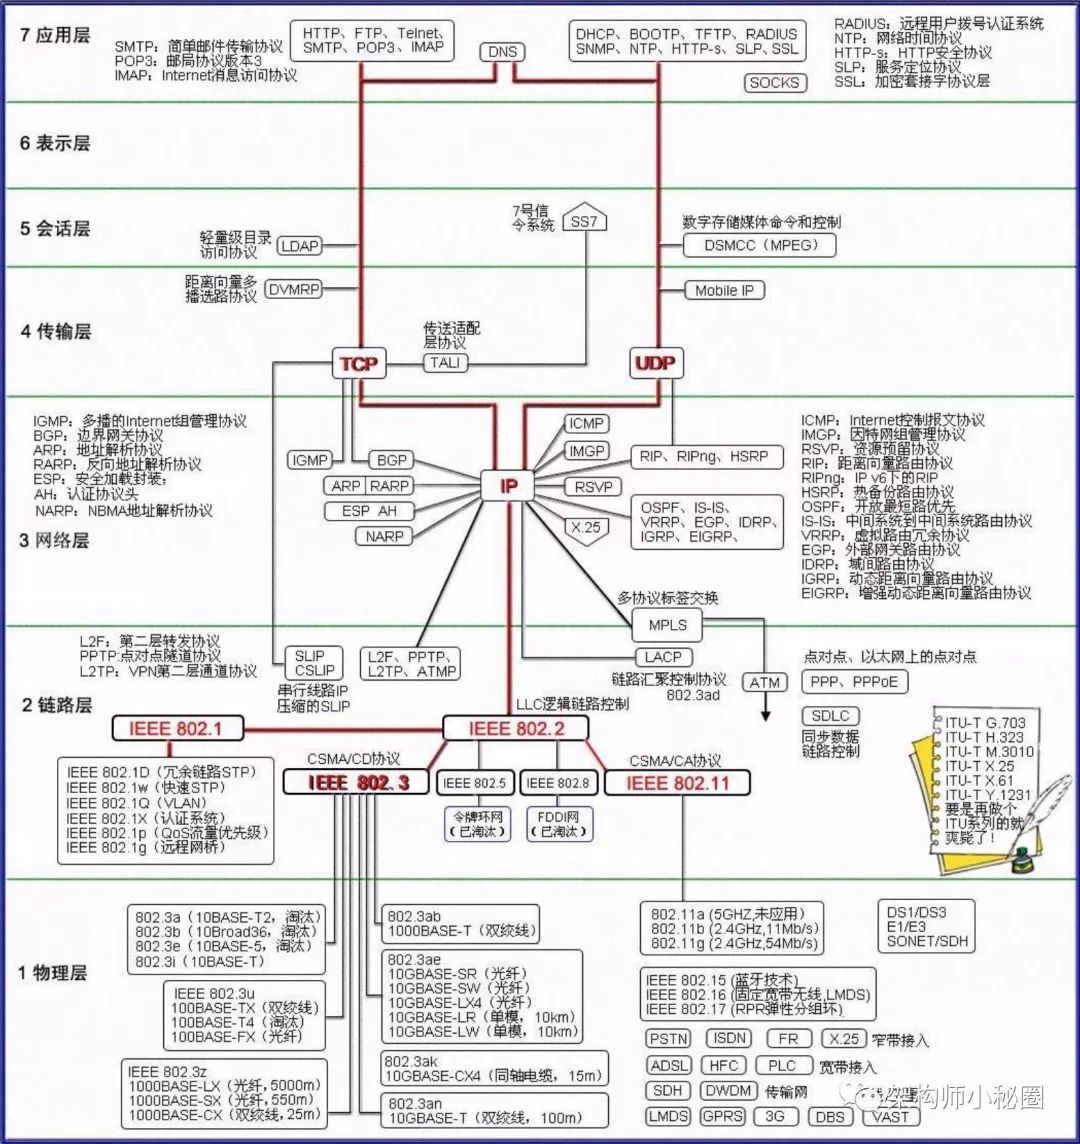 7 应用层
SMTP：简单邮件传输协议
POP3：邮局协议版本3
IMAP：Internet消息访问协议
HTTP、FTP、Telnet、
SMTP、POP3、IMAP
DNS
DHCP、BOOTP、TFTP、RADIUS
SNMP、NTP、HTTP-s、SLP、SSL
SOCKS
RADIUS：远程用户拨号认证系统
NTP：网络时间协议
HTTP-s：HTTP安全协议
SLP：服务定位协议
SSL：加密套接字协议层
6 表示层
5 会话层
轻量级目录
访问协议
LDAP
7号信
令系统
SS7
数字存储媒体命令和控制
DSMCC（MPEG）
4 传输层
距离向量多
播选路协议
DVMRP
Mobile IP
传送适配
层协议
TCP
TALI
UDP
3 网络层
IGMP：多播的Internet组管理协议
BGP：边界网关协议
ARP：地址解析协议
RARP：反向地址解析协议
ESP：安全加载封装；
AH：认证协议头
NARP：NBMA地址解析协议
IGMP
BGP
ARP
RARP
ESP AH
NARP
IP
ICMP
IMGP
RSVP
X.25
RIP、RIPng、HSRP
OSPF、IS-IS、
VRRP、EGP、IDRP、
IGRP、EIGRP、
ICMP：Internet控制报文协议
IMGP：因特网组管理协议
RSVP：资源预留协议
RIP：距离向量路由协议
RIPng：IP v6下的RIP
HSRP：热备份路由协议
OSPF：开放最短路优先
IS-IS：中间系统到中间系统路由协议
VRRP：虚拟路由冗余协议
EGP：外部网关路由协议
IDRP：域间路由协议
IGRP：动态距离向量路由协议
EIGRP：增强动态距离向量路由协议
多协议标签交换
MPLS
2 链路层
L2F：第二层转发协议
PPTP:点对点隧道协议
L2TP：VPN第二层通道协议
SLIP
CSLIP
串行线路IP
压缩的SLIP
L2F、PPTP、
L2TP、ATMP
LACP
链路汇聚控制协议
802.3ad
ATM
点对点、以太网上的点对点
PPP、PPPoE
SDLC
同步数据
链路控制
LLC逻辑链路控制
IEEE 802.1
IEEE 802.2
CSMA/CD协议
IEEE 802.3
IEEE 802.5
IEEE 802.8
CSMA/CA协议
IEEE 802.11
令牌环网
（已淘汰）
FDDI网
（已淘汰）
IEEE 802.1D（冗余链路STP）
IEEE 802.1w（快速STP）
IEEE 802.1Q（VLAN）
IEEE 802.1X（认证系统）
IEEE 802.1p（QoS流量优先级）
IEEE 802.1g（远程网桥）
ITU-T G.703
ITU-T H.323
ITU-T M.3010
ITU-T X.25
ITU-T X.61
ITU-T Y.1231
要是再做个
ITU系列的就
爽毙了！
1 物理层
802.3a（10BASE-T2，淘汰）
802.3b（10Broad36，淘汰）
802.3e（10BASE-5，淘汰）
802.3i（10BASE-T）
IEEE 802.3u
100BASE-TX（双绞线）
100BASE-T4（淘汰）
100BASE-FX（光纤）
IEEE 802.3z
1000BASE-LX（光纤,5000m）
1000BASE-SX（光纤,550m）
1000BASE-CX（双绞线,25m）
802.3ab
1000BASE-T（双绞线）
802.3ae
10GBASE-SR（光纤）
10GBASE-SW（光纤）
10GBASE-LX4（光纤）
10GBASE-LR（单模，10km）
10GBASE-LW（单模，10km）
802.3ak
10GBASE-CX4（同轴电缆，15m）
802.3an
10GBASE-T（双绞线，100m）
802.11a (5GHZ,未应用)
802.11b (2.4GHz,11Mb/s)
802.11g (2.4GHz,54Mb/s)
DS1/DS3
E1/E3
SONET/SDH
IEEE 802.15 (蓝牙技术)
IEEE 802.16 (固定宽带无线,LMDS)
IEEE 802.17 (RPR弹性分组环)
PSTN ISDN FR X.25 窄带接入
ADSL HFC PLC 宽带接入
SDH DWDM 传输网
LMDS GPRS 3G DBS VAST
架构师小秘圈